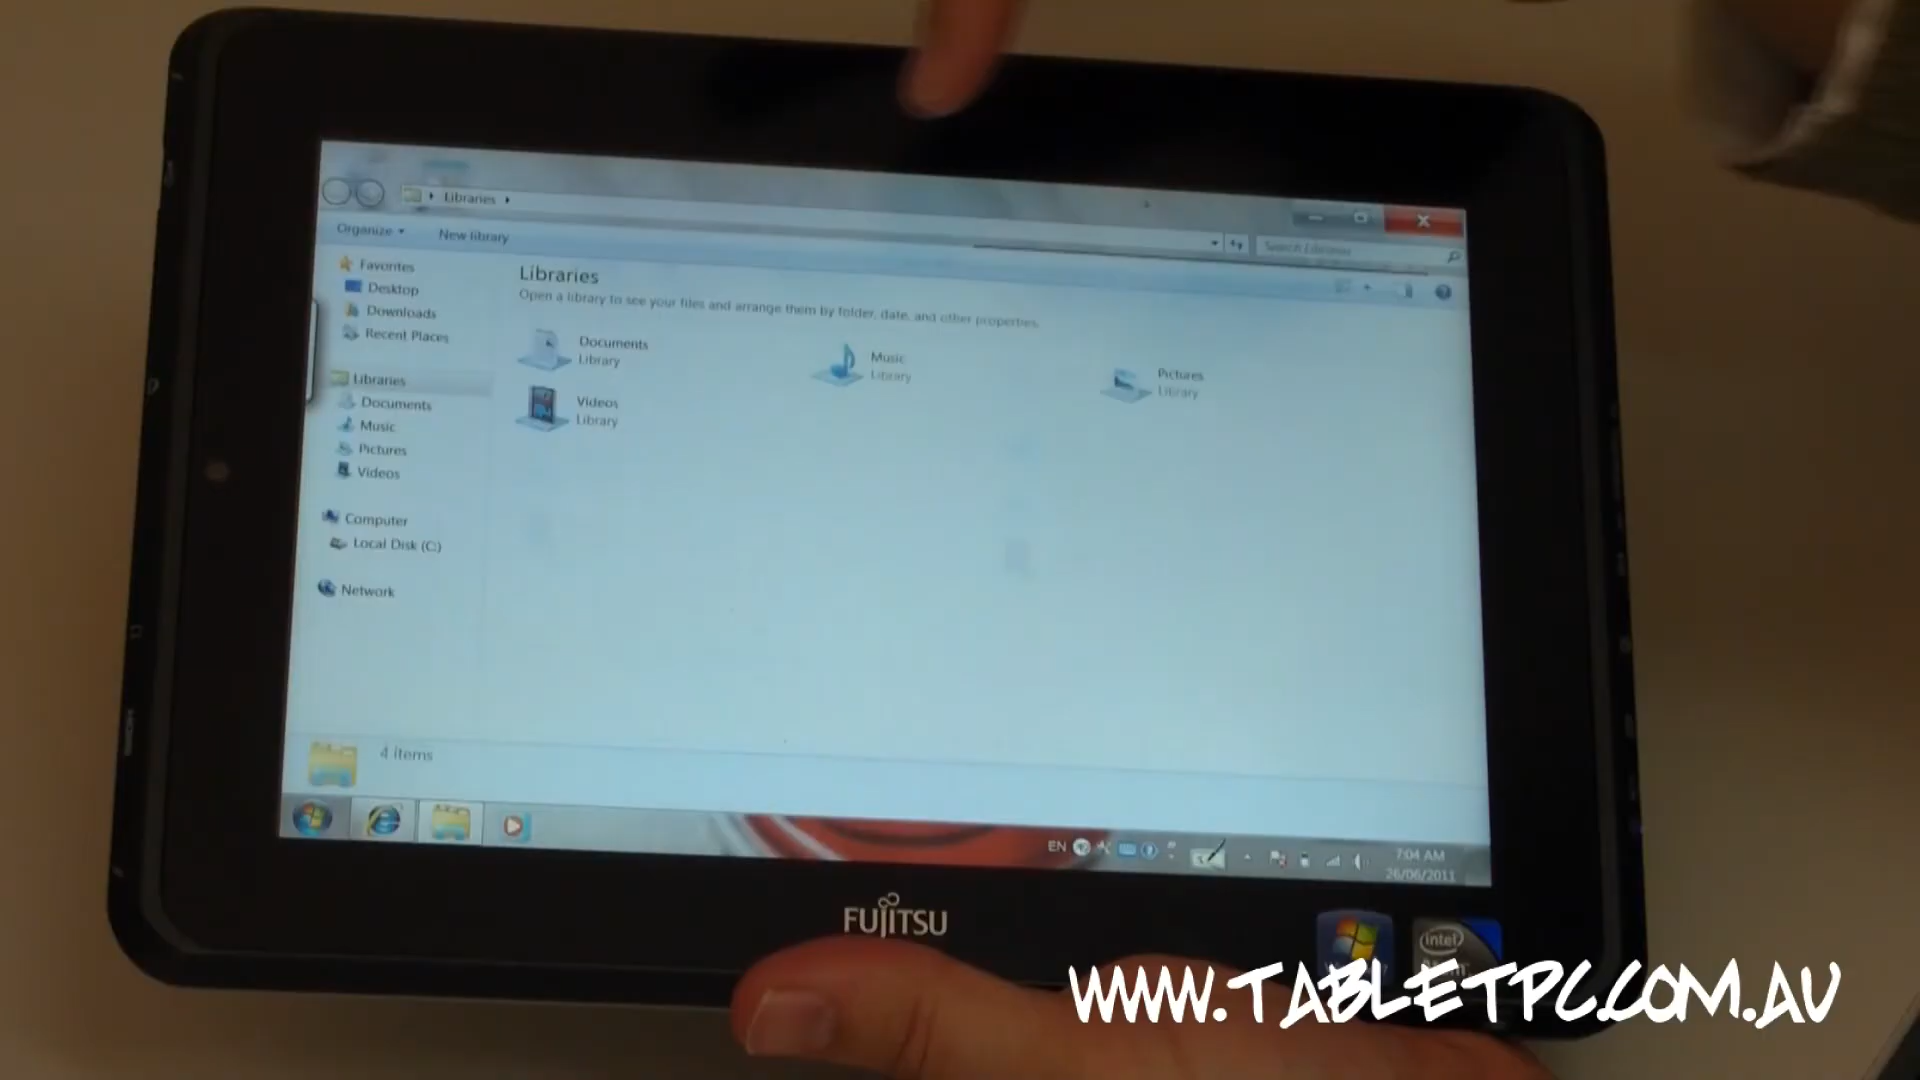 Libraries
Organize
New library
Search Libraries
Favorites
Desktop
Downloads
Recent Places
Libraries
Documents
Music
Pictures
Videos
Computer
Local Disk (C:)
Network
Libraries
Open a library to see your files and arrange them by folder, date, and other properties.
Documents
Library
Music
Library
Pictures
Library
Videos
Library
4 items
EN
7:04 AM
26/06/2011
FUJITSU
intel
WWW.TABLETPC.COM.AU